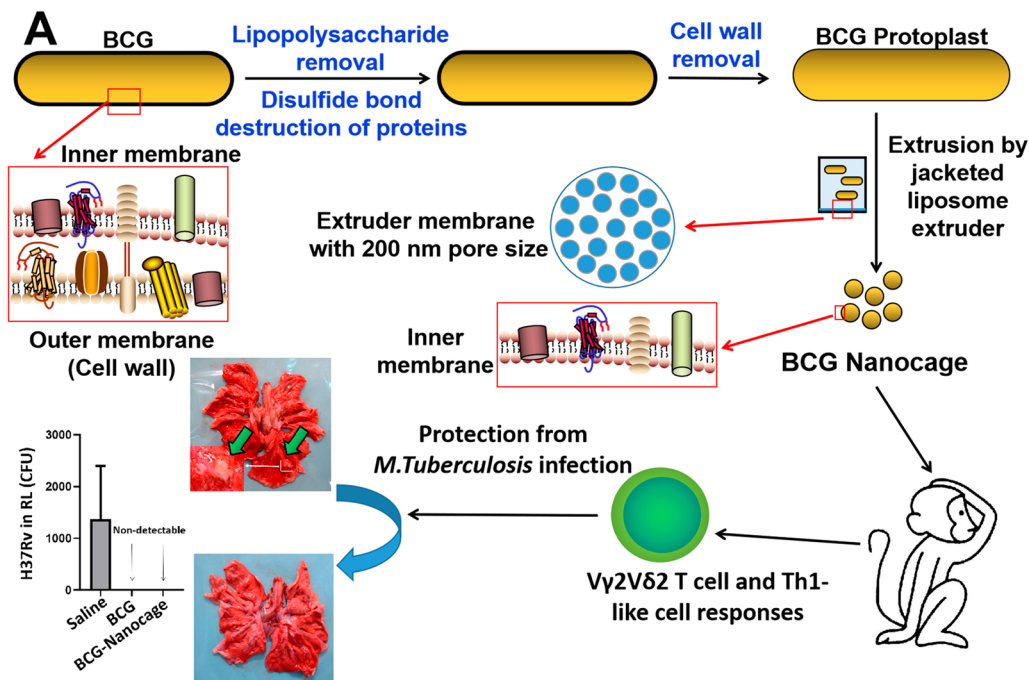 A
BCG
Lipopolysaccharide
removal
Disulfide bond
destruction of proteins
Cell wall
removal
BCG Protoplast
Inner membrane
Outer membrane
(Cell wall)
Extruder membrane
with 200 nm pore size
Extrusion by
jacketed
liposome
extruder
Inner
membrane
BCG Nanocage
Protection from
M.Tuberculosis infection
Vγ2Vδ2 T cell and Th1-
like cell responses
H37Rv in RL (CFU)
3000
2000
1000
0
Non-detectable
Saline
BCG
BCG-Nanocage